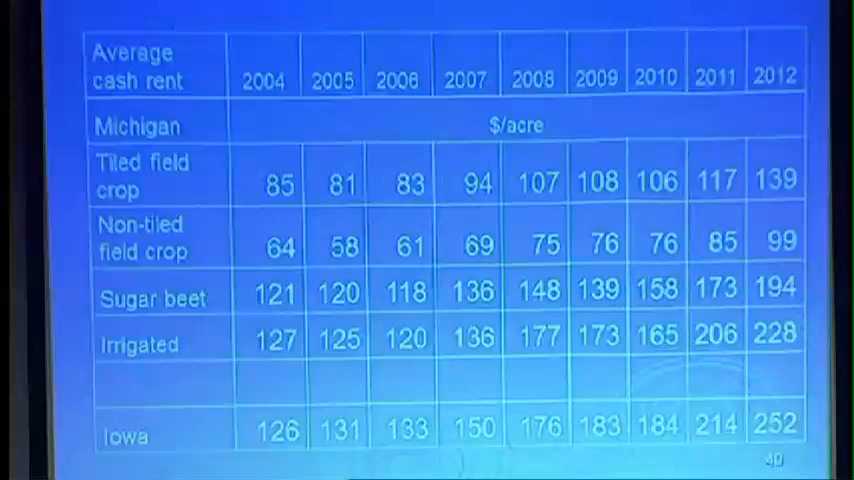 Average cash rent 2004 2005 2006 2007 2008 2009 2010 2011 2012
Michigan $/acre
Tiled field crop 85 81 83 94 107 108 106 117 139
Non-tiled field crop 64 58 61 69 75 76 76 85 99
Sugar beet 121 120 118 136 148 139 158 173 194
Irrigated 127 125 120 136 177 173 165 206 228
Iowa 126 131 133 150 176 183 184 214 252
49